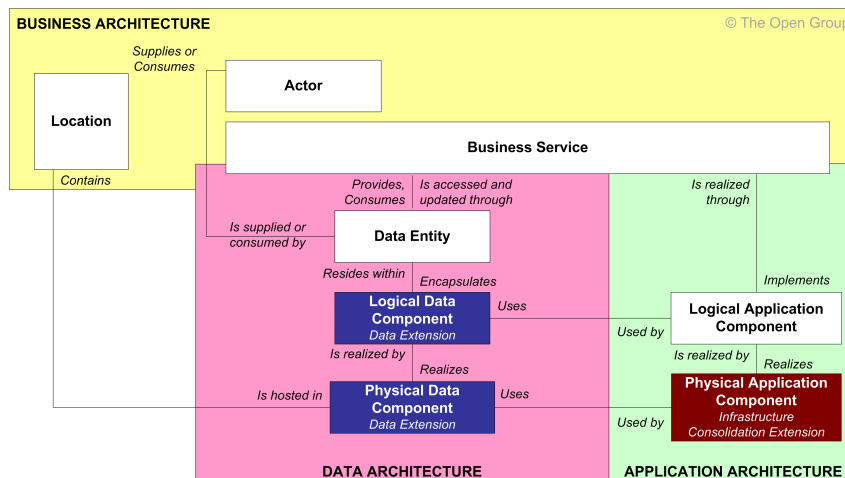 BUSINESS ARCHITECTURE
© The Open Group
Supplies or
Consumes
Actor
Location
Business Service
Contains
Provides,
Consumes
Is accessed and
updated through
Is realized
through
Is supplied or
consumed by
Data Entity
Resides within
Encapsulates
Implements
Logical Data
Component
Data Extension
Uses
Used by
Logical Application
Component
Is realized by
Realizes
Is realized by
Realizes
Is hosted in
Physical Data
Component
Data Extension
Uses
Used by
Physical Application
Component
Infrastructure
Consolidation Extension
DATA ARCHITECTURE
APPLICATION ARCHITECTURE